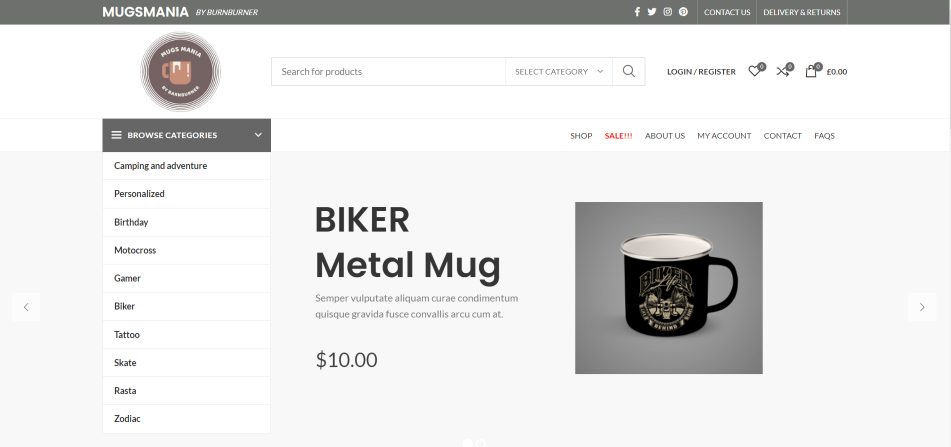 MUGSMANIA BY BURNBURNER
CONTACT US
DELIVERY & RETURNS
MUGS MANIA
BY BARNBURNER
Search for products
SELECT CATEGORY
LOGIN / REGISTER
0
0
0
£0.00
BROWSE CATEGORIES
SHOP
SALE!!!
ABOUT US
MY ACCOUNT
CONTACT
FAQS
Camping and adventure
Personalized
Birthday
Motocross
Gamer
Biker
Tattoo
Skate
Rasta
Zodiac
BIKER
Metal Mug
Semper vulputate aliquam curae condimentum
quisque gravida fusce convallis arcu cum at.
$10.00
BIKER
BEHIND